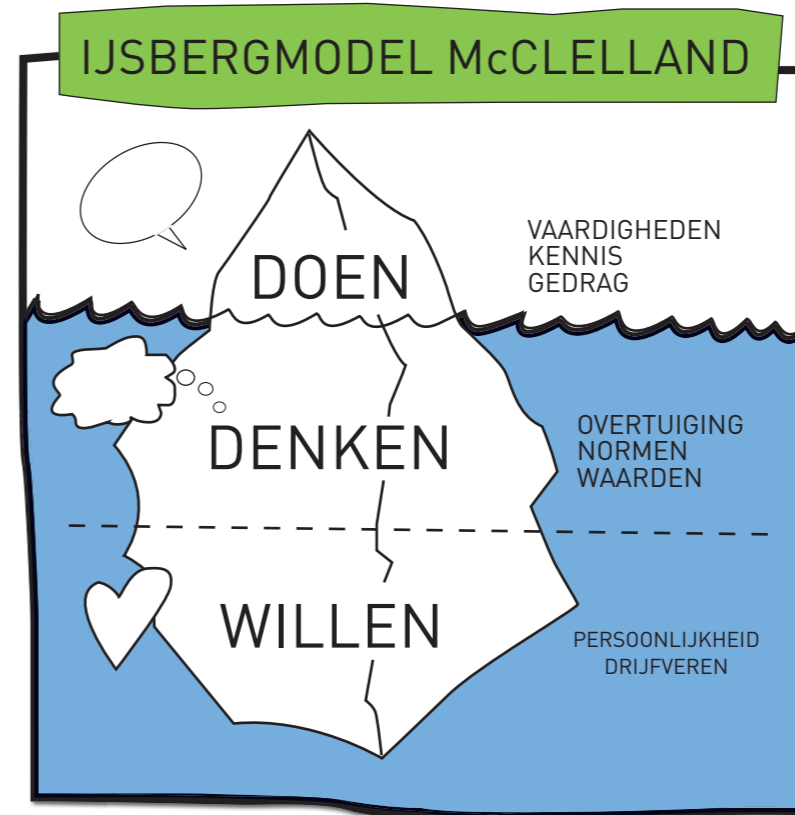 IJSBERGMODEL McCLELLAND
VAARDIGHEDEN
KENNIS
GEDRAG
DOEN
OVERTUIGING
NORMEN
WAARDEN
DENKEN
WILLEN
PERSOONLIJKHEID
DRIJFVEREN